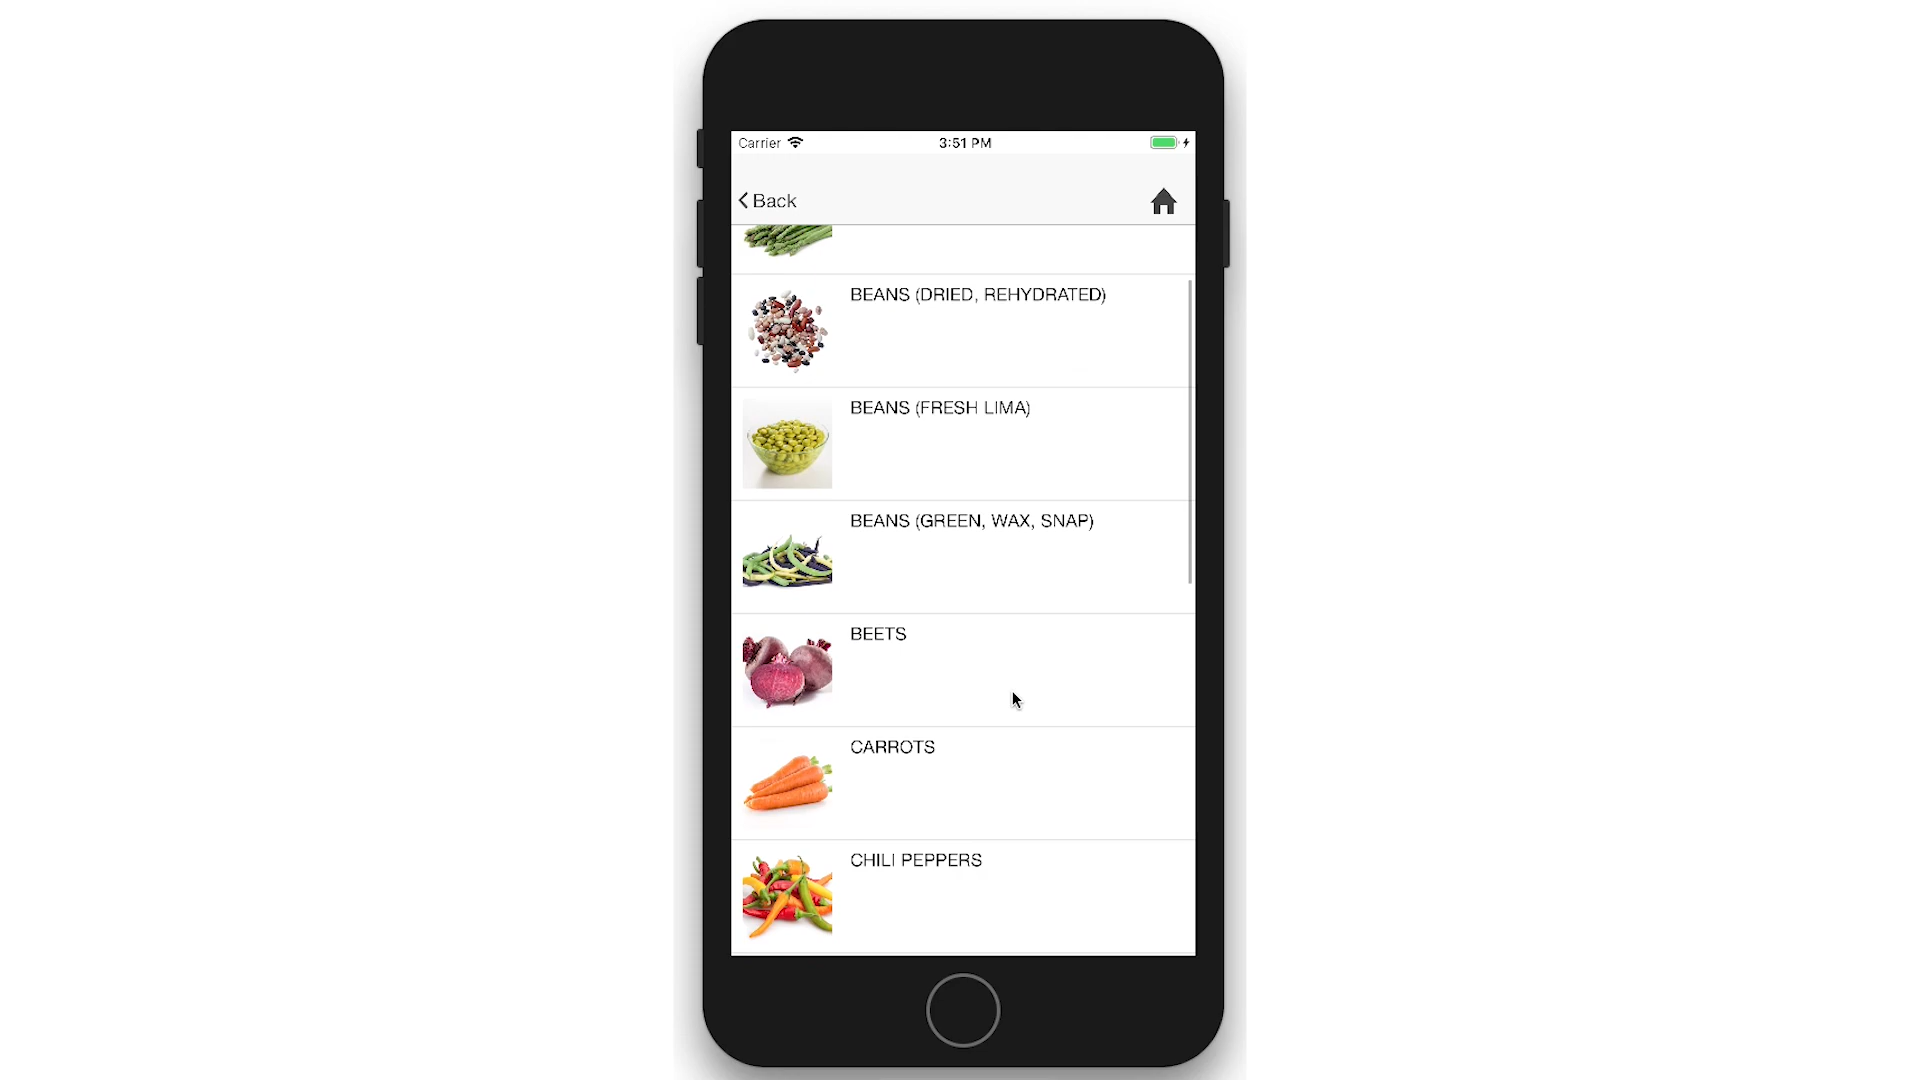 Carrier
3:51 PM
Back
BEANS (DRIED, REHYDRATED)
BEANS (FRESH LIMA)
BEANS (GREEN, WAX, SNAP)
BEETS
CARROTS
CHILI PEPPERS